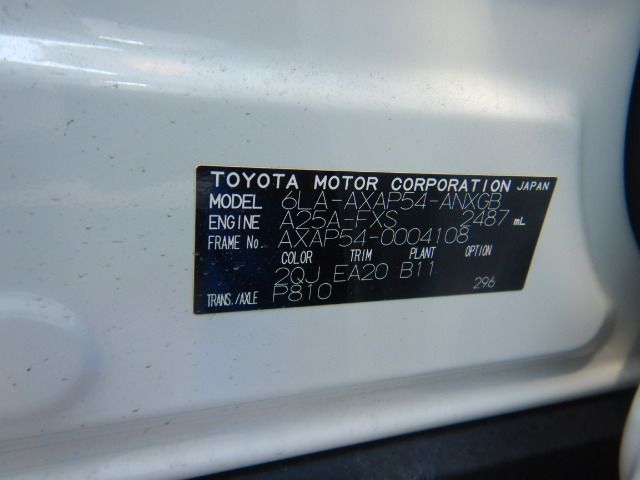 TOYOTA MOTOR CORPORATION JAPAN
MODEL 6LA-AXAP54-ANXGB
ENGINE A25A-FXS 2487 mL
FRAME No. AXAP54-0004108
COLOR TRIM PLANT OPTION
2QJ EA20 B11
TRANS./AXLE P810 296